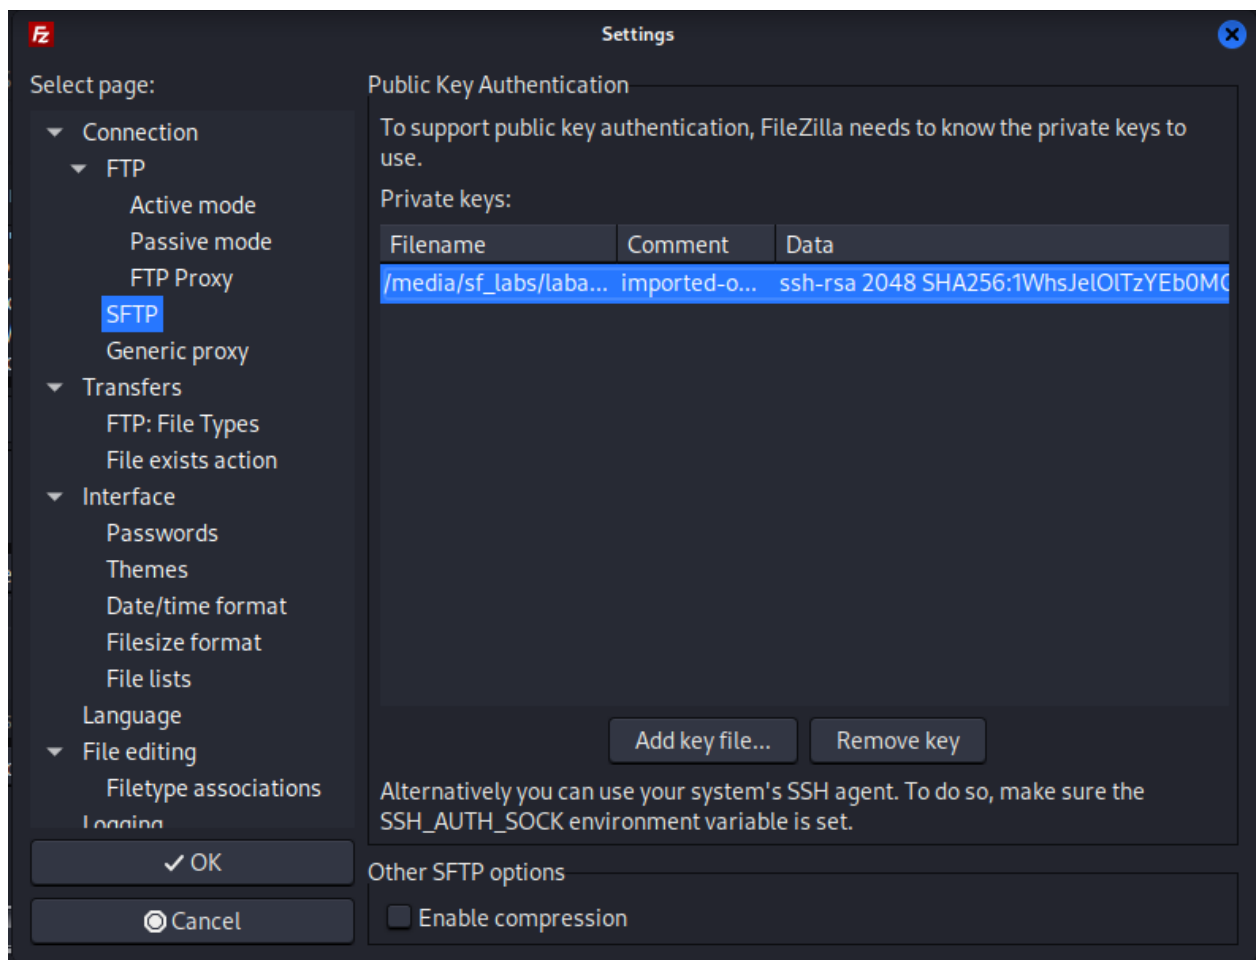 Fz
Settings
Select page:
Connection
FTP
Active mode
Passive mode
FTP Proxy
SFTP
Generic proxy
Transfers
FTP: File Types
File exists action
Interface
Passwords
Themes
Date/time format
Filesize format
File lists
Language
File editing
Filetype associations
Logging
OK
Cancel
Public Key Authentication
To support public key authentication, FileZilla needs to know the private keys to
use.
Private keys:
Filename Comment Data
/media/sf_labs/laba... imported-o... ssh-rsa 2048 SHA256:1WhsJelOlTzYEb0MC
Add key file... Remove key
Alternatively you can use your system's SSH agent. To do so, make sure the
SSH_AUTH_SOCK environment variable is set.
Other SFTP options
Enable compression